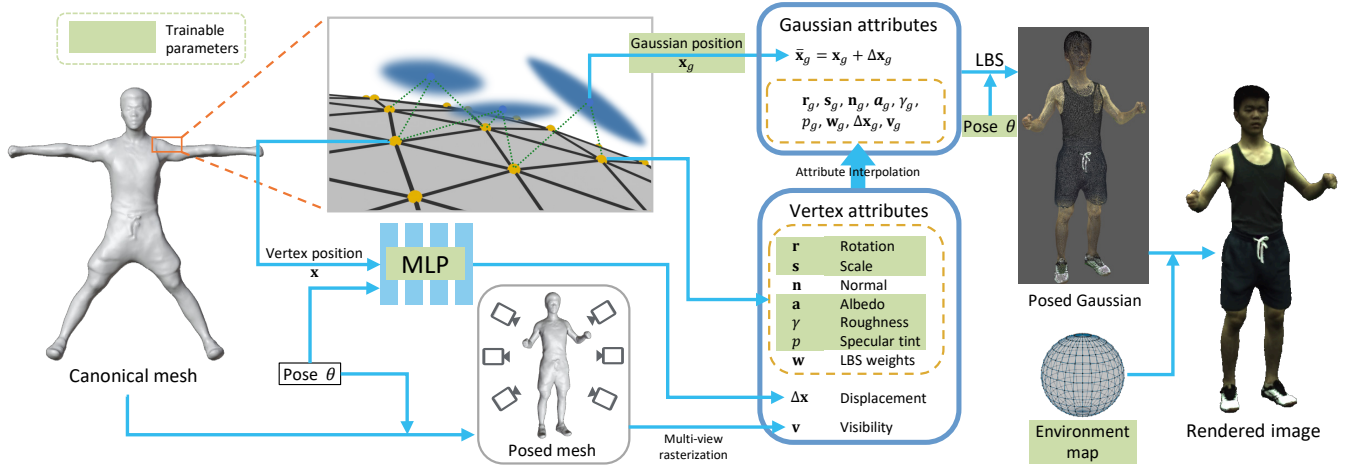 Trainable
parameters
Gaussian position
𝐱_g
Gaussian attributes
x̄_g = 𝐱_g + Δ𝐱_g
𝐫_g, 𝐬_g, 𝐧_g, 𝒂_g, γ_g,
p_g, 𝐰_g, Δ𝐱_g, 𝐯_g
LBS
Pose θ
Attribute Interpolation
Vertex attributes
𝐫 Rotation
𝐬 Scale
𝐧 Normal
𝐚 Albedo
γ Roughness
p Specular tint
𝐰 LBS weights
Δ𝐱 Displacement
𝐯 Visibility
Vertex position
𝐱
MLP
Canonical mesh
Pose θ
Posed mesh
Multi-view
rasterization
Posed Gaussian
Environment
map
Rendered image